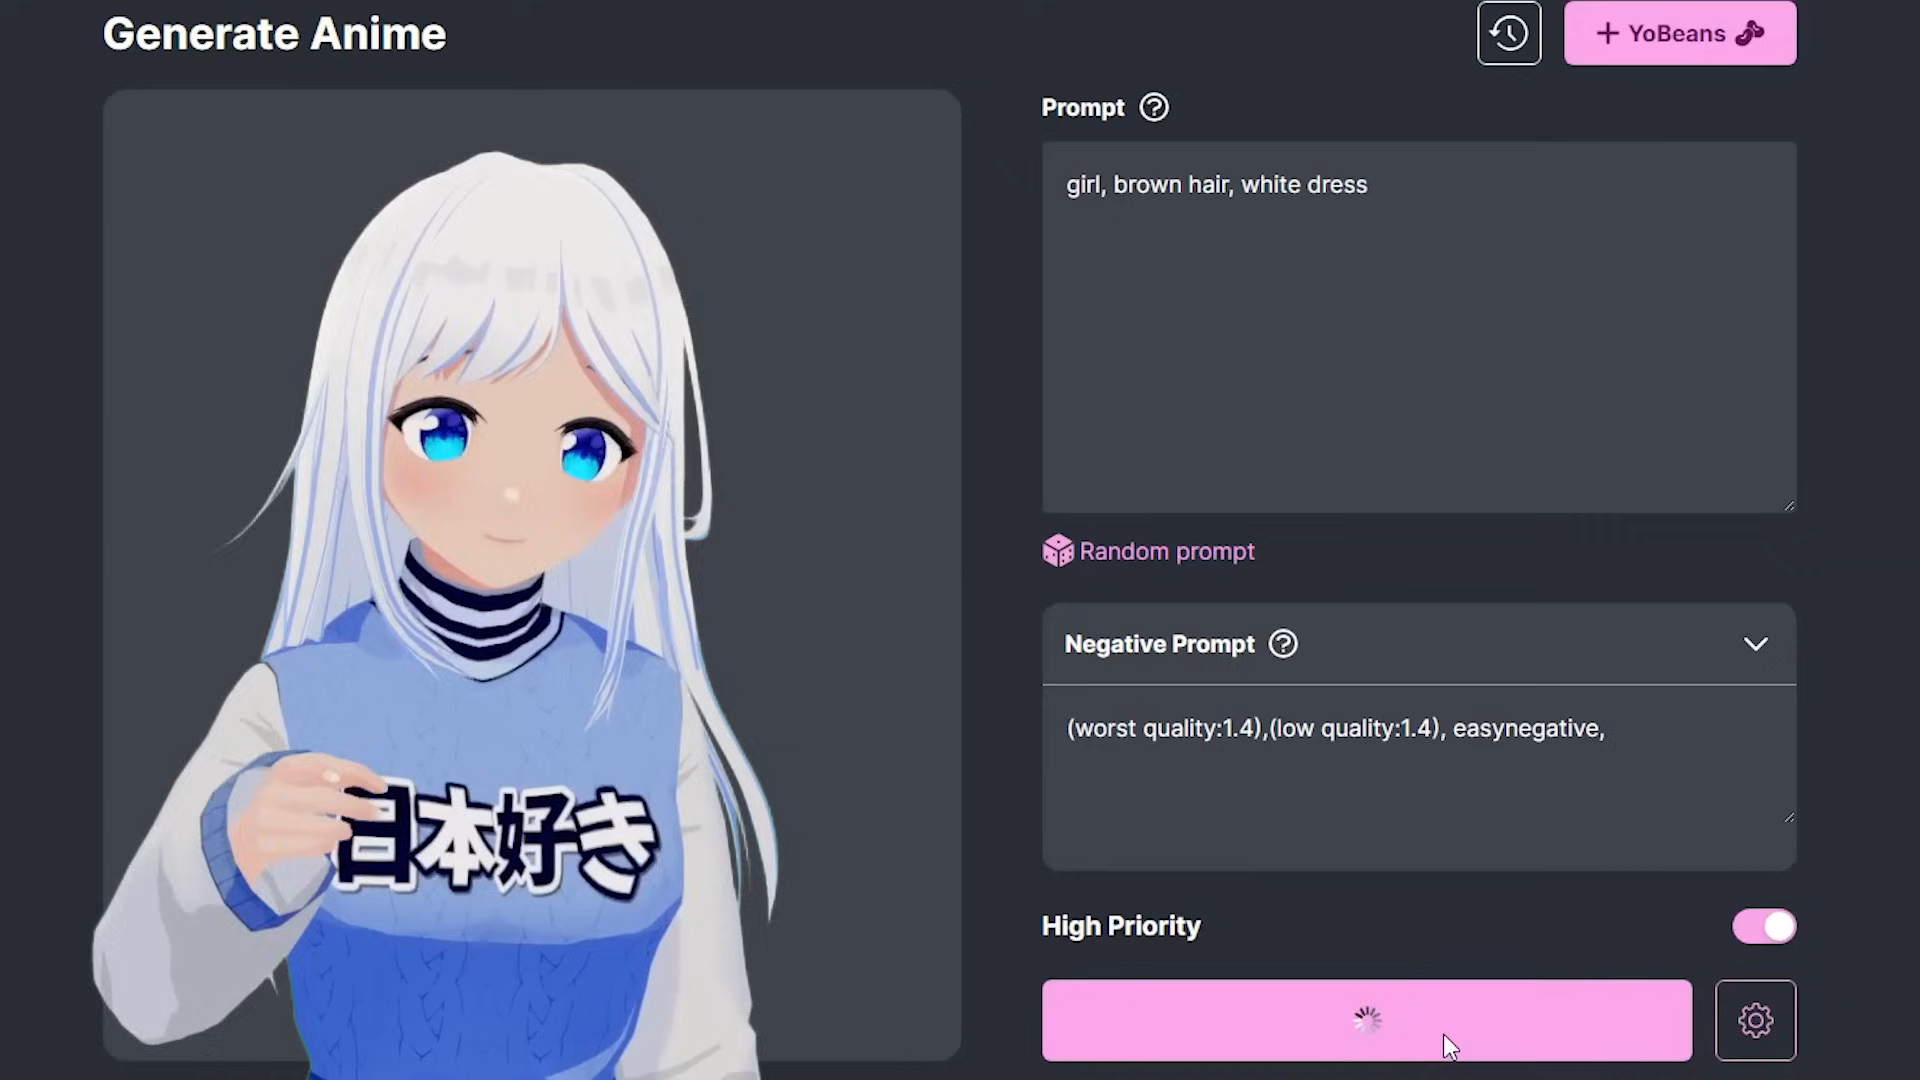 Generate Anime
+ YoBeans
Prompt
girl, brown hair, white dress
Random prompt
Negative Prompt
(worst quality:1.4),(low quality:1.4), easynegative,
High Priority
日本好き